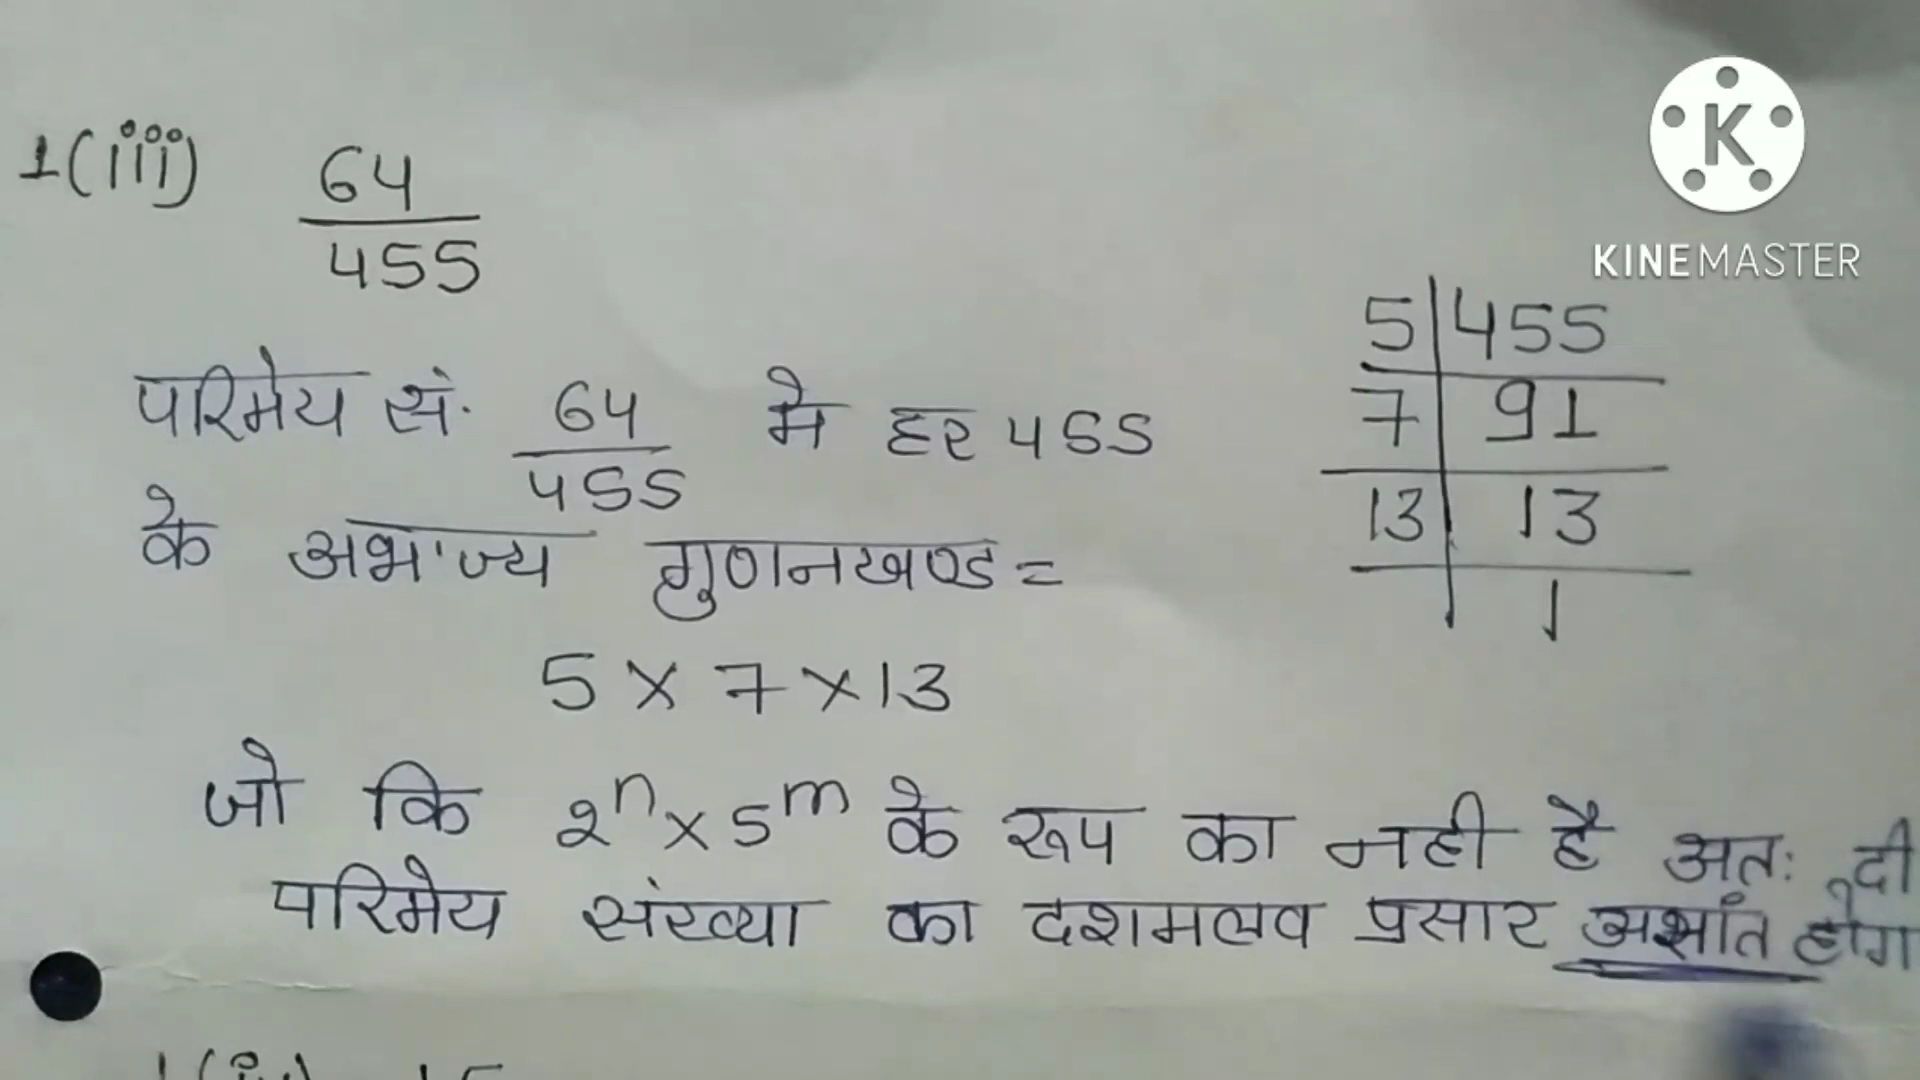 1(iii) 64/455
K
KINEMASTER
5 | 455
7 | 91
13 | 13
1
परिमेय सं. 64/455 मे हर 455
के अभाज्य गुणनखण्ड =
5 × 7 × 13
जो कि 2ⁿ × 5ᵐ के रूप का नही है अतः दी
परिमेय संख्या का दशमलव प्रसार अशांत होग